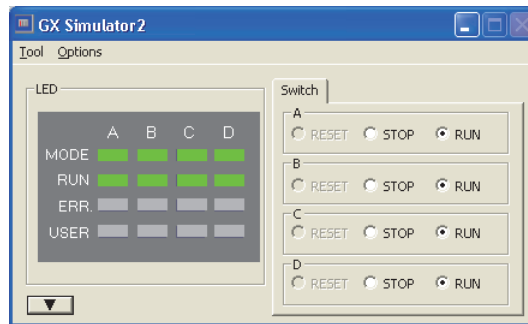 GX Simulator2
Tool Options
LED
A B C D
MODE
RUN
ERR.
USER
Switch
A
RESET STOP RUN
B
RESET STOP RUN
C
RESET STOP RUN
D
RESET STOP RUN